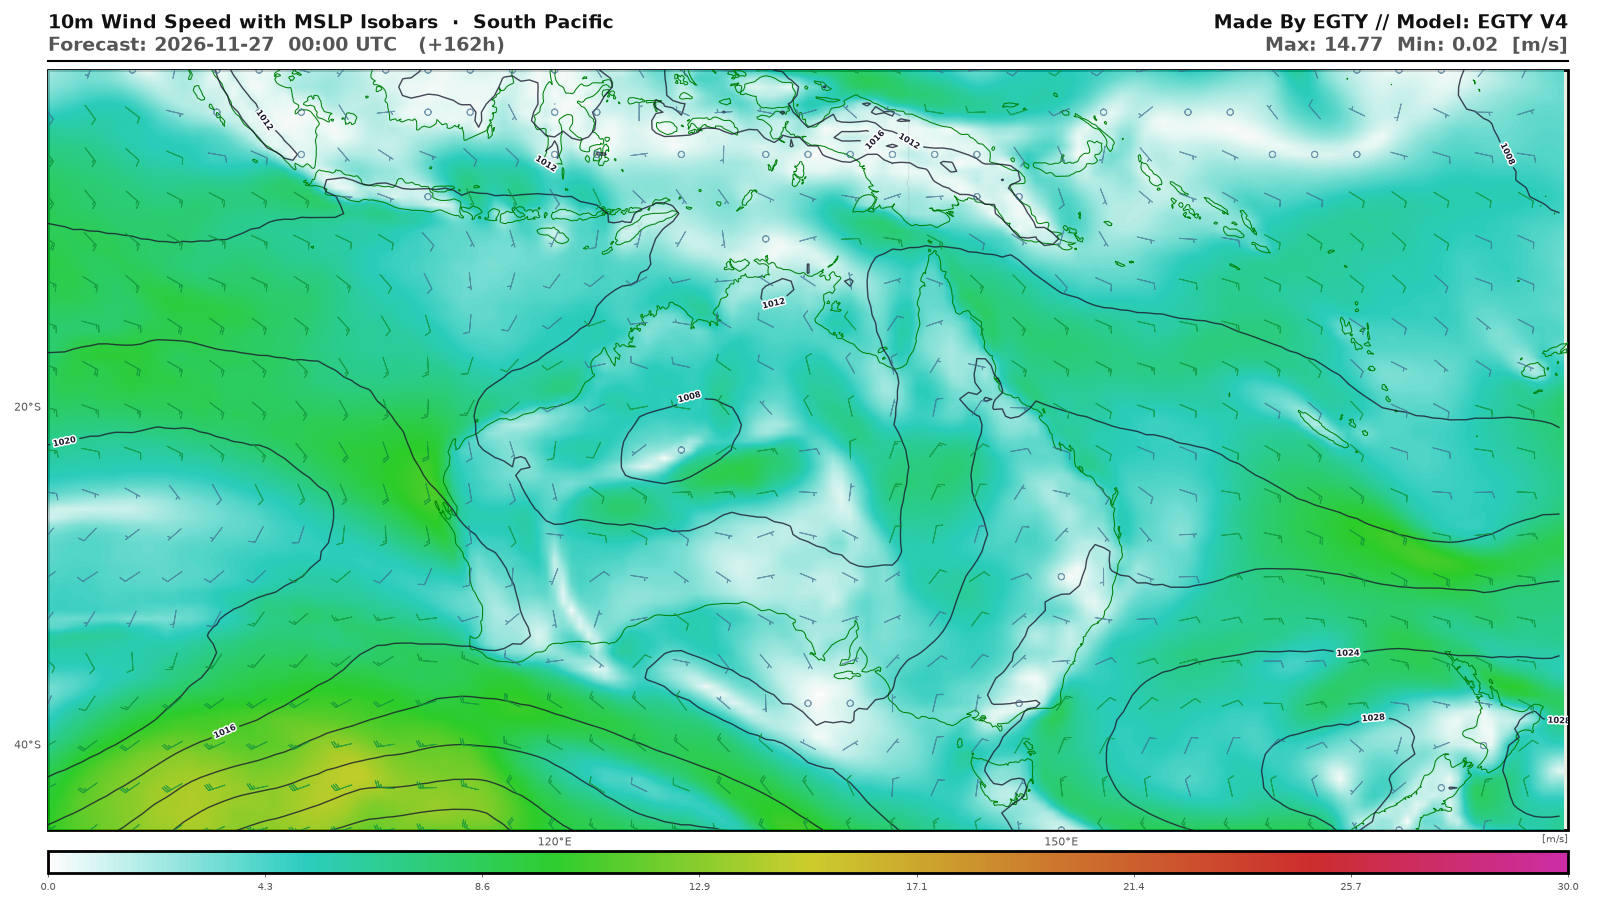 10m Wind Speed with MSLP Isobars · South Pacific
Made By EGTY // Model: EGTY V4
Forecast: 2026-11-27 00:00 UTC (+162h)
Max: 14.77 Min: 0.02 [m/s]
1012
1016
1012
1008
1012
1012
20°S
1008
1020
1024
1028
1028
1016
40°S
120°E
150°E
[m/s]
0.0
4.3
8.6
12.9
17.1
21.4
25.7
30.0